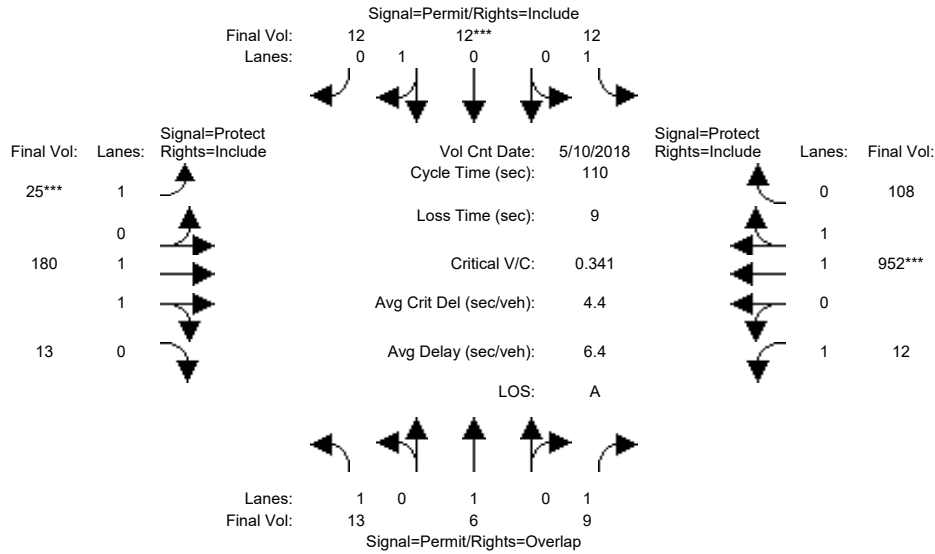 Signal=Permit/Rights=Include
Final Vol: 12 12*** 12
Lanes: 0 1 0 0 1
Signal=Protect Signal=Protect
Final Vol: Lanes: Rights=Include Vol Cnt Date: 5/10/2018 Rights=Include Lanes: Final Vol:
Cycle Time (sec): 110
25*** 1 0 108
Loss Time (sec): 9
0 1
180 1 Critical V/C: 0.341 1 952***
1 Avg Crit Del (sec/veh): 4.4 0
13 0 Avg Delay (sec/veh): 6.4 1 12
LOS: A
Lanes: 1 0 1 0 1
Final Vol: 13 6 9
Signal=Permit/Rights=Overlap